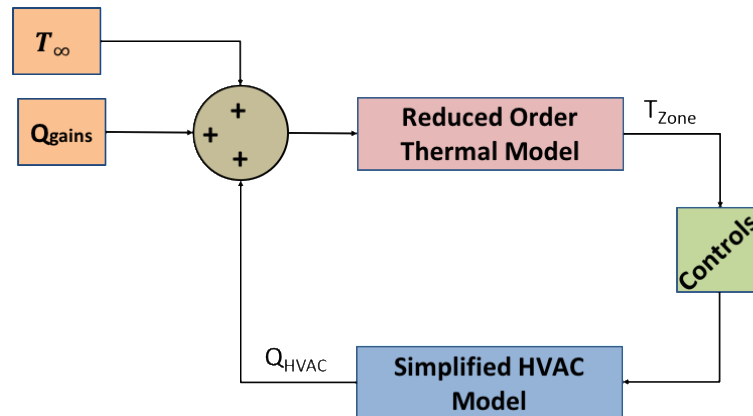 T∞
+
Qgains
+
+
Reduced Order
Thermal Model
TZone
Controls
QHVAC
Simplified HVAC
Model